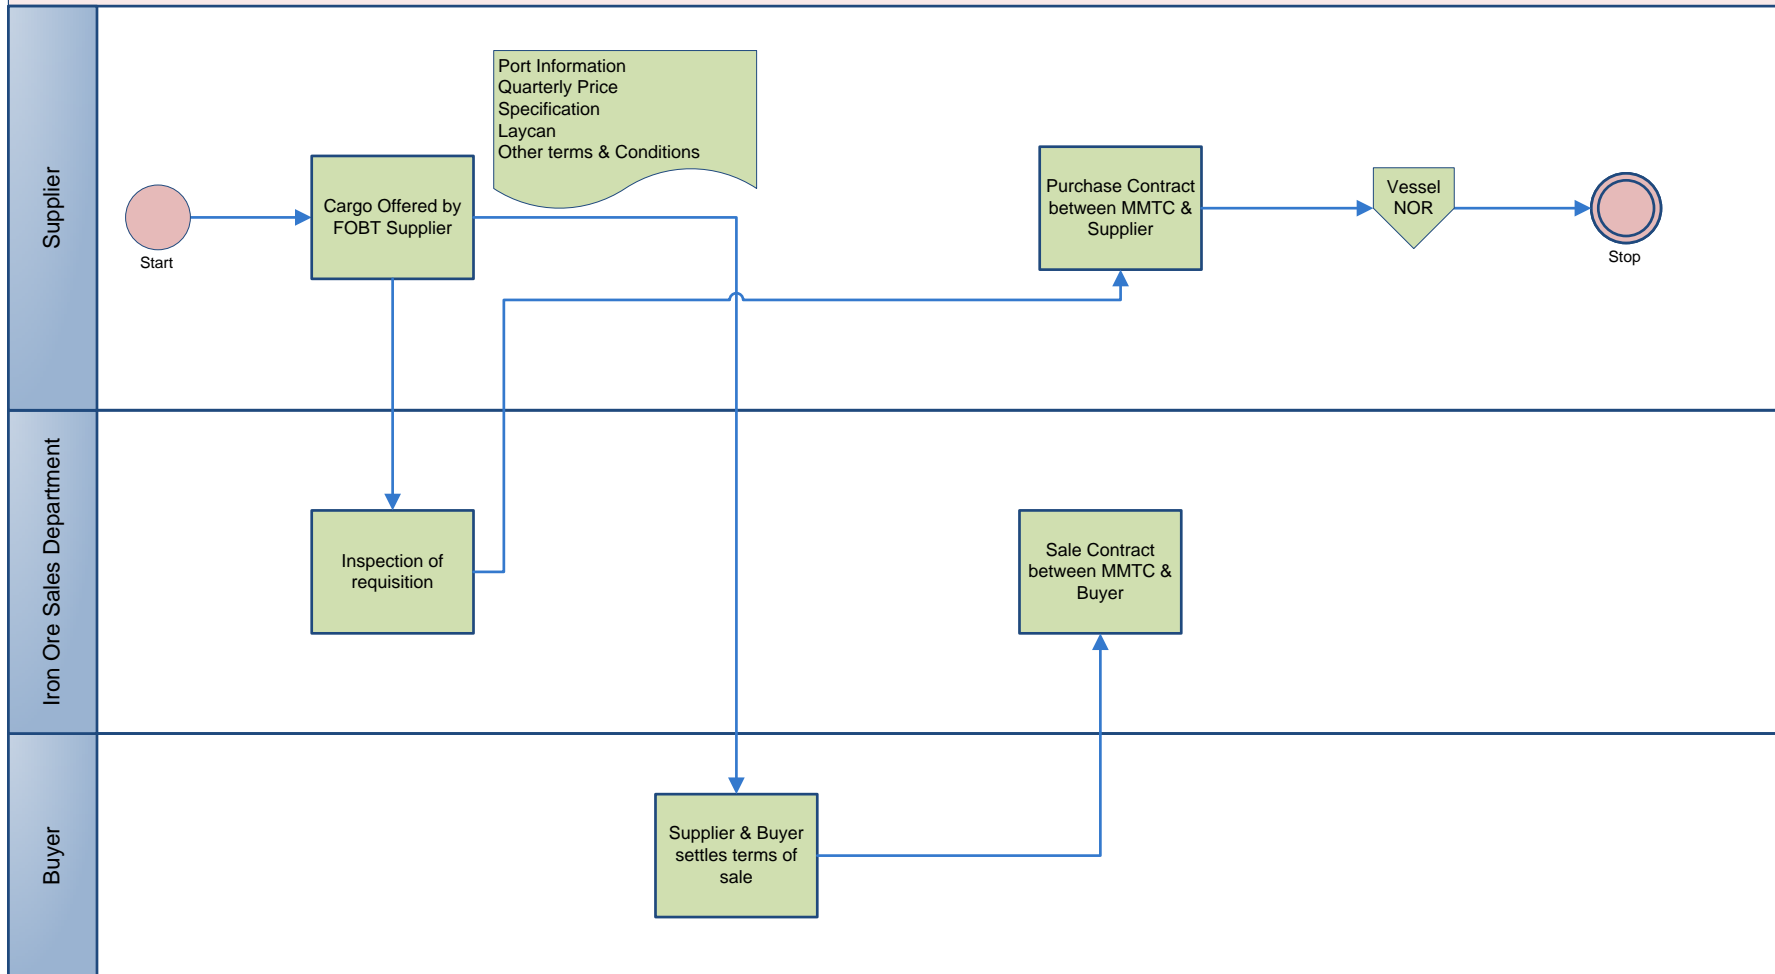 Supplier
Start
Cargo Offered by
FOBT Supplier
Port Information
Quarterly Price
Specification
Laycan
Other terms & Conditions
Purchase Contract
between MMTC &
Supplier
Vessel
NOR
Stop
Iron Ore Sales Department
Inspection of
requisition
Sale Contract
between MMTC &
Buyer
Buyer
Supplier & Buyer
settles terms of
sale